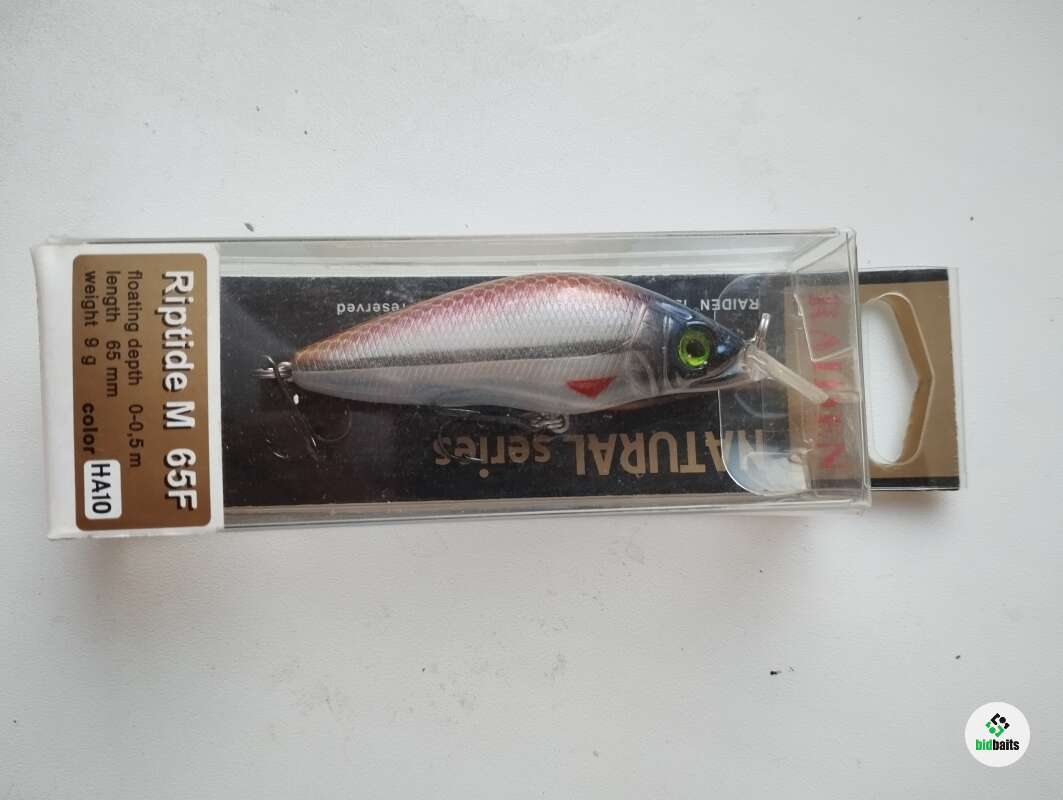 Riptide M 65F
floating depth 0-0,5 m
length 65 mm
weight 9 g
color HA10
NATURAL series
RAIDEN
RAIDEN
reserved
bidbaits